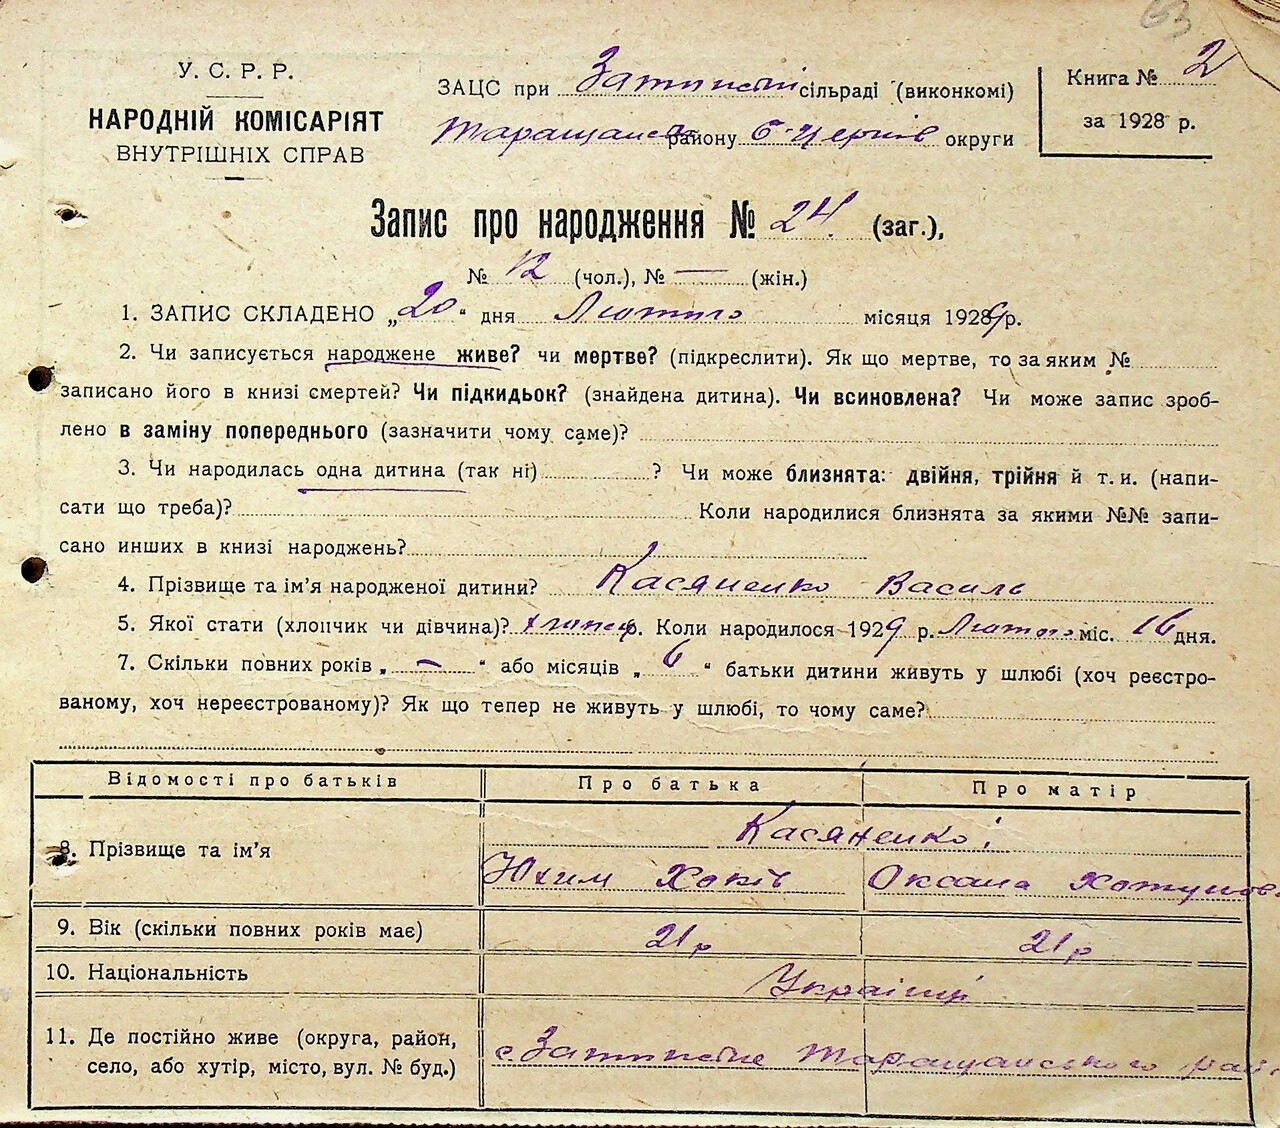 63
У. С. Р. Р.
НАРОДНІЙ КОМІСАРІЯТ
ВНУТРІШНІХ СПРАВ
ЗАЦС при сільраді (виконкомі)
району Б-Церків округи
Книга № 2
за 1928 р.
Запис про народження № 24. (заг.),
№ 12 (чол.), № — (жін.)
1. ЗАПИС СКЛАДЕНО „20" дня Лютого місяця 1929 р.
2. Чи записується народжене живе? чи мертве? (підкреслити). Як що мертве, то за яким №
записано його в книзі смертей? Чи підкидьок? (знайдена дитина). Чи всиновлена? Чи може запис зроб-
лено в заміну попереднього (зазначити чому саме)?
3. Чи народилась одна дитина (так ні) ? Чи може близнята: двійня, трійня й т. и. (напи-
сати що треба)? Коли народилися близнята за якими №№ запи-
сано инших в книзі народжень?
4. Прізвище та ім'я народженої дитини? Касяненко Василь
5. Якої стати (хлопчик чи дівчина)? Коли народилося 1929 р. Лютого міс. 16 дня.
7. Скільки повних років „—" або місяців „6" батьки дитини живуть у шлюбі (хоч реєстро-
ваному, хоч нереєстрованому)? Як що тепер не живуть у шлюбі, то чому саме?
Відомості про батьків Про батька Про матір
8. Прізвище та ім'я Касяненко
Юхим Оксана
9. Вік (скільки повних років має) 21 р 21 р
10. Національність Українці
11. Де постійно живе (округа, район,
село, або хутір, місто, вул. № буд.) с. Таращанського